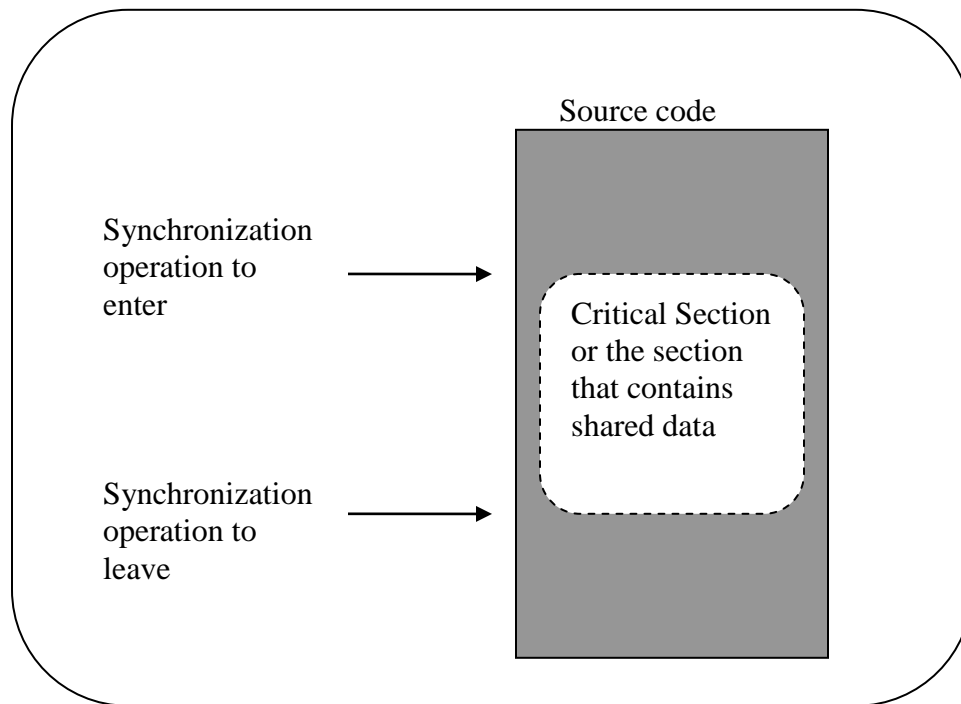 Source code
Synchronization
operation to
enter
Critical Section
or the section
that contains
shared data
Synchronization
operation to
leave